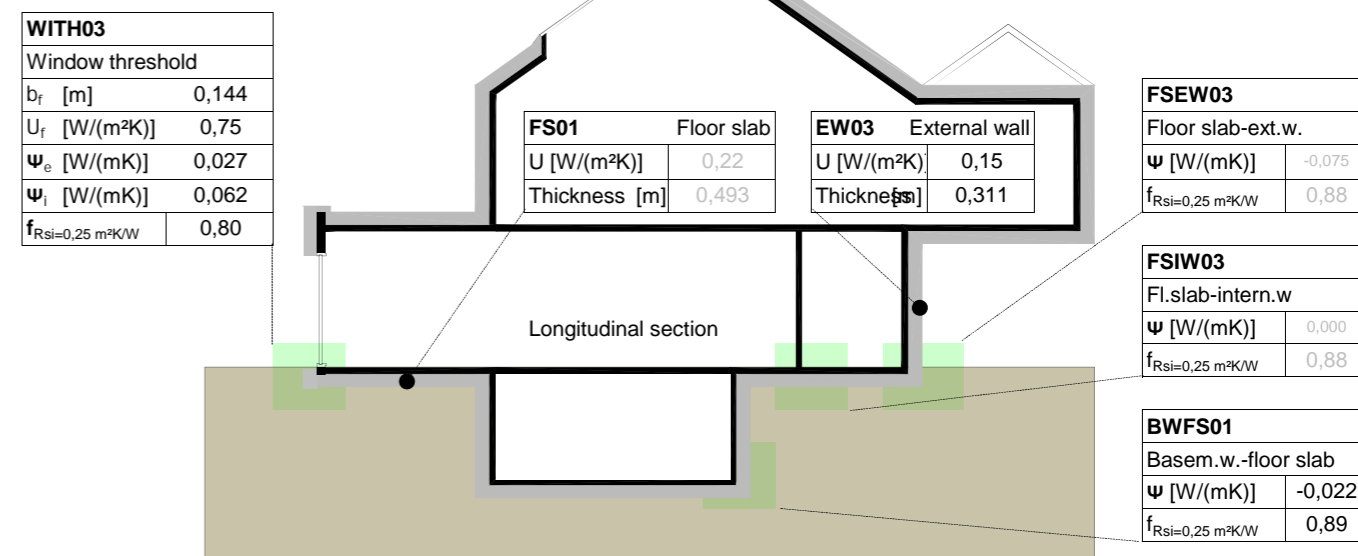 WITH03
Window threshold
bf [m] 0,144
Uf [W/(m²K)] 0,75
Ψe [W/(mK)] 0,027
Ψi [W/(mK)] 0,062
fRsi=0,25 m²K/W 0,80
FS01 Floor slab
U [W/(m²K)] 0,22
Thickness [m] 0,493
EW03 External wall
U [W/(m²K)] 0,15
Thickness[m] 0,311
FSEW03
Floor slab-ext.w.
Ψ [W/(mK)] -0,075
fRsi=0,25 m²K/W 0,88
FSIW03
Fl.slab-intern.w
Ψ [W/(mK)] 0,000
fRsi=0,25 m²K/W 0,88
Longitudinal section
BWFS01
Basem.w.-floor slab
Ψ [W/(mK)] -0,022
fRsi=0,25 m²K/W 0,89